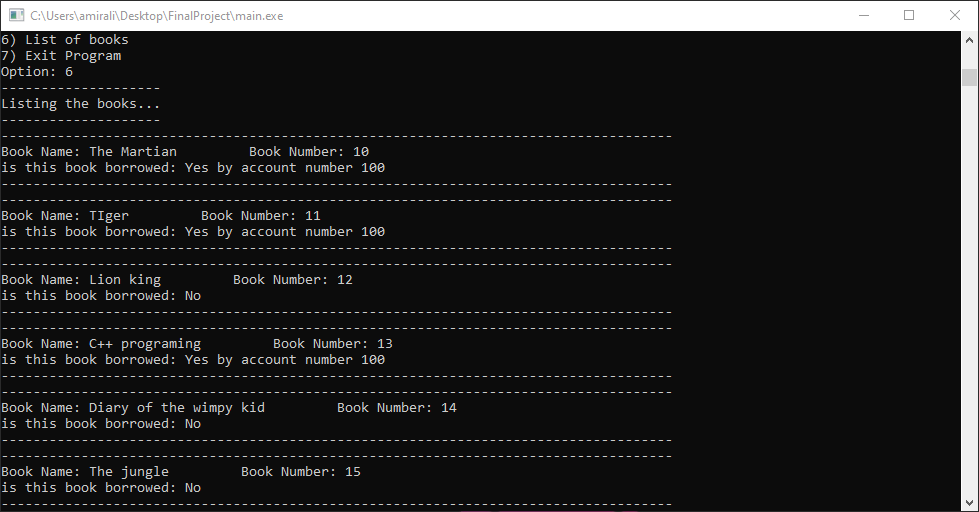 C:\Users\amirali\Desktop\FinalProject\main.exe
6) List of books
7) Exit Program
Option: 6
--------------------
Listing the books...
--------------------
------------------------------------------------------------------------------------
Book Name: The Martian         Book Number: 10
is this book borrowed: Yes by account number 100
------------------------------------------------------------------------------------
------------------------------------------------------------------------------------
Book Name: TIger         Book Number: 11
is this book borrowed: Yes by account number 100
------------------------------------------------------------------------------------
------------------------------------------------------------------------------------
Book Name: Lion king         Book Number: 12
is this book borrowed: No
------------------------------------------------------------------------------------
------------------------------------------------------------------------------------
Book Name: C++ programing         Book Number: 13
is this book borrowed: Yes by account number 100
------------------------------------------------------------------------------------
------------------------------------------------------------------------------------
Book Name: Diary of the wimpy kid         Book Number: 14
is this book borrowed: No
------------------------------------------------------------------------------------
------------------------------------------------------------------------------------
Book Name: The jungle         Book Number: 15
is this book borrowed: No
------------------------------------------------------------------------------------